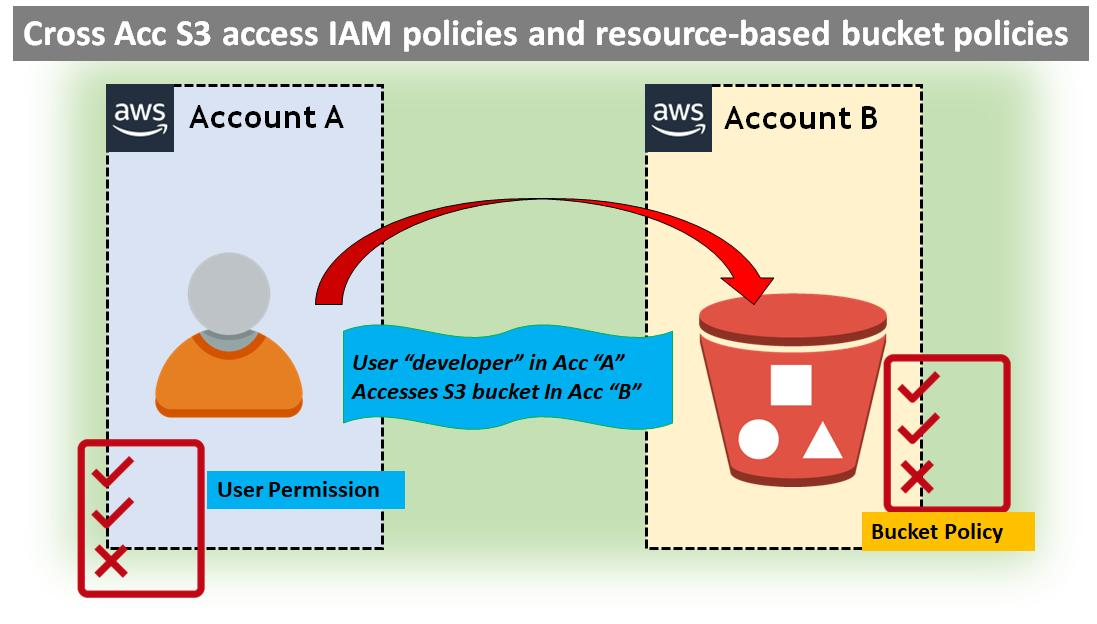 Cross Acc S3 access IAM policies and resource-based bucket policies
aws
Account A
aws
Account B
User “developer” in Acc “A”
Accesses S3 bucket In Acc “B”
User Permission
Bucket Policy